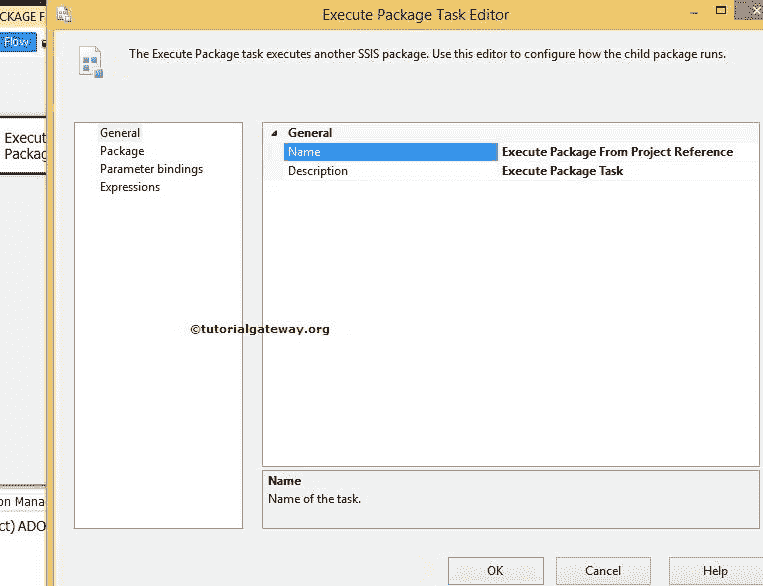 CKAGE F
Execute Package Task Editor
Flow
The Execute Package task executes another SSIS package. Use this editor to configure how the child package runs.
Execut
Packag
General
Package
Parameter bindings
Expressions
General
Name Execute Package From Project Reference
Description Execute Package Task
©tutorialgateway.org
Name
Name of the task.
on Mana
ct) ADO
OK Cancel Help